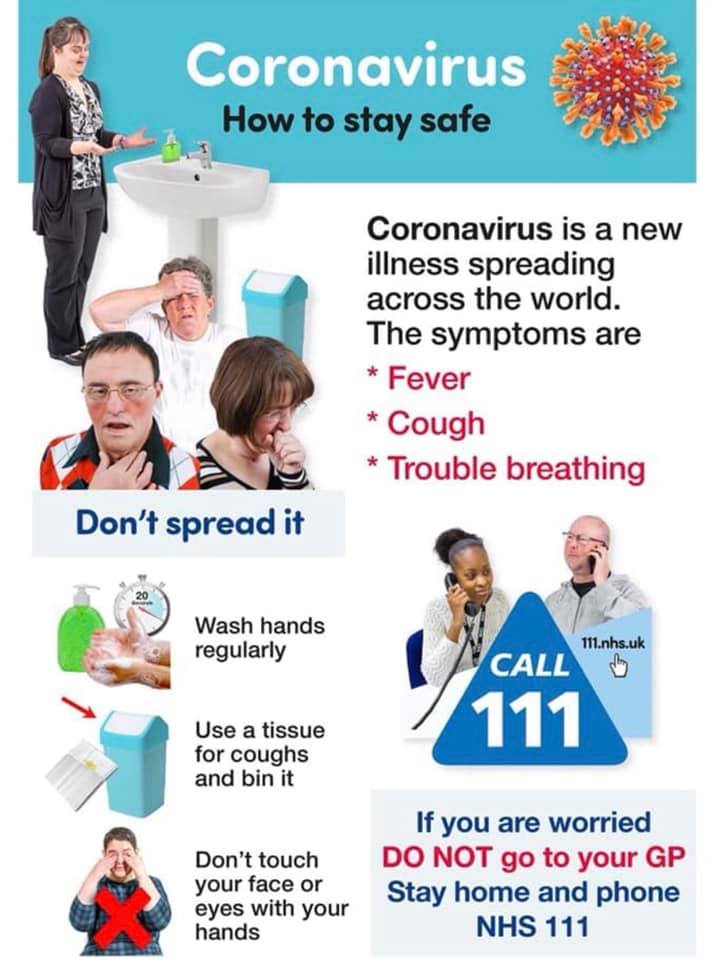 Coronavirus
How to stay safe
Coronavirus is a new
illness spreading
across the world.
The symptoms are
* Fever
* Cough
* Trouble breathing
Don't spread it
20
Seconds
Wash hands
regularly
Use a tissue
for coughs
and bin it
Don't touch
your face or
eyes with your
hands
111.nhs.uk
CALL
111
If you are worried
DO NOT go to your GP
Stay home and phone
NHS 111